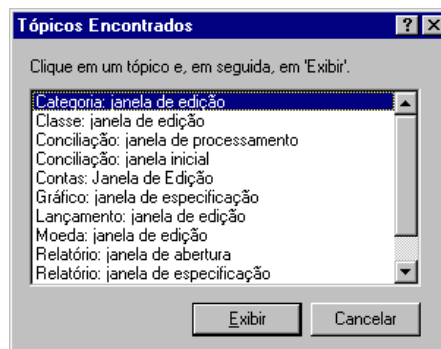 Tópicos Encontrados
Clique em um tópico e, em seguida, em 'Exibir'.
Categoria: janela de edição
Classe: janela de edição
Conciliação: janela de processamento
Conciliação: janela inicial
Contas: Janela de Edição
Gráfico: janela de especificação
Lançamento: janela de edição
Moeda: janela de edição
Relatório: janela de abertura
Relatório: janela de especificação
Exibir Cancelar